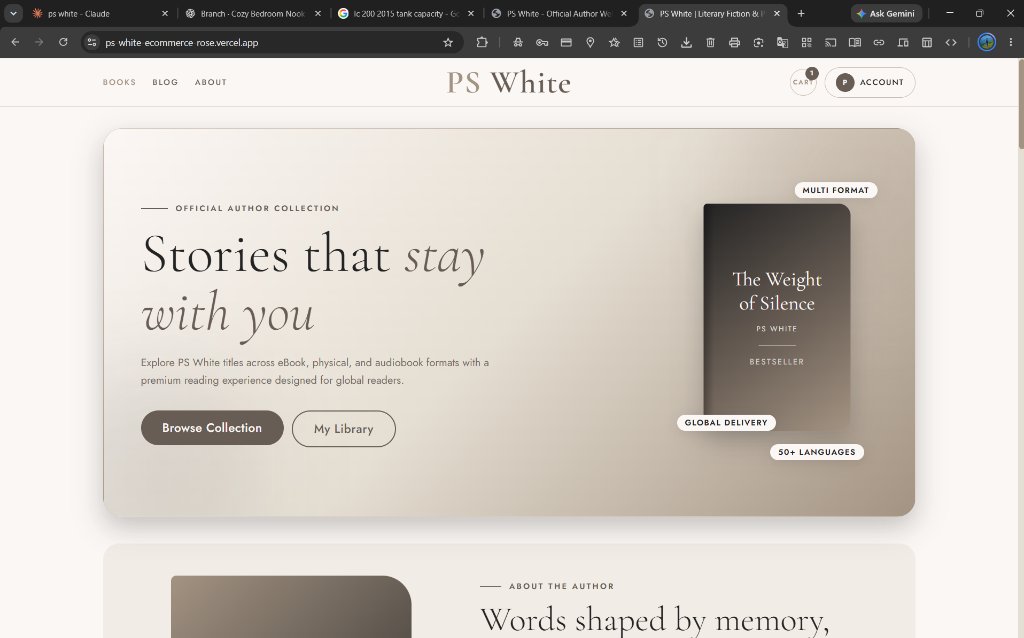 ps white - Claude
Branch · Cozy Bedroom Nook
lc 200 2015 tank capacity - Go
PS White - Official Author We
PS White | Literary Fiction & P
Ask Gemini
ps-white-ecommerce-rose.vercel.app
BOOKS
BLOG
ABOUT
PS White
CART
1
P
ACCOUNT
OFFICIAL AUTHOR COLLECTION
Stories that stay
with you
Explore PS White titles across eBook, physical, and audiobook formats with a
premium reading experience designed for global readers.
Browse Collection
My Library
MULTI FORMAT
The Weight
of Silence
PS WHITE
BESTSELLER
GLOBAL DELIVERY
50+ LANGUAGES
ABOUT THE AUTHOR
Words shaped by memory,